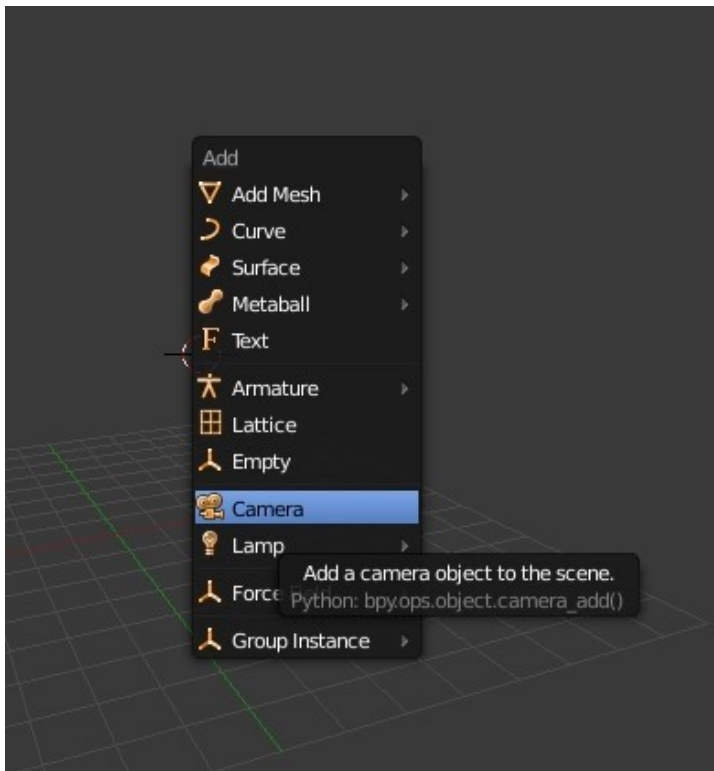 Add
Add Mesh
Curve
Surface
Metaball
F Text
Armature
Lattice
Empty
Camera
Lamp
Add a camera object to the scene.
Force
Python: bpy.ops.object.camera_add()
Group Instance